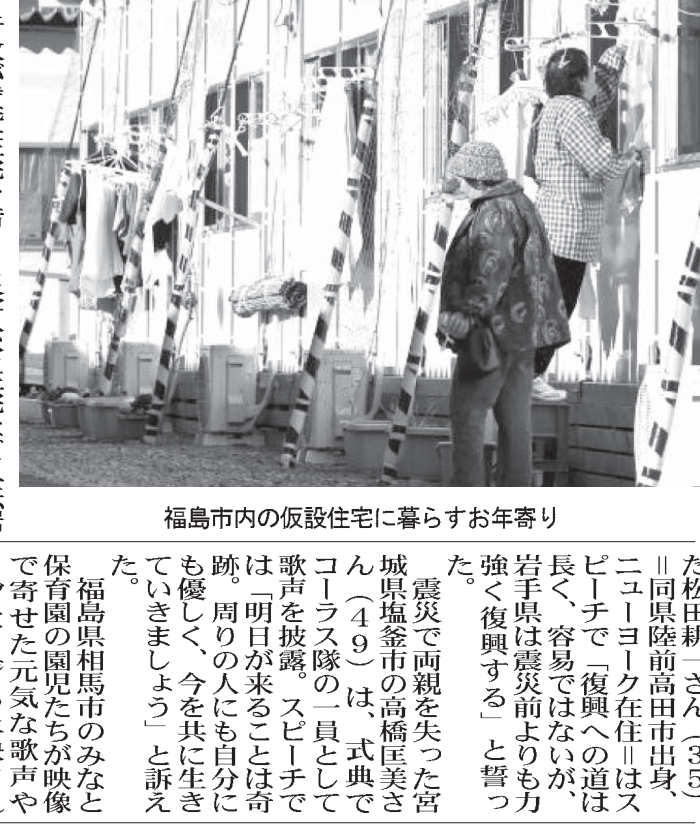 福島市内の仮設住宅に暮らすお年寄り
た松田耕一さん（35）
＝同県陸前高田市出身、
ニューヨーク在住＝はス
ピーチで「復興への道は
長く、容易ではないが、
岩手県は震災前よりも力
強く復興する」と誓っ
た。
震災で両親を失った宮
城県塩釜市の高橋匡美さ
ん（49）は、式典で
コーラス隊の一員として
歌声を披露。スピーチで
は「明日が来ることは奇
跡。周りの人にも自分に
も優しく、今を共に生き
ていきましょう」と訴え
た。
福島県相馬市のみなと
保育園の園児たちが映像
で寄せた元気な歌声や